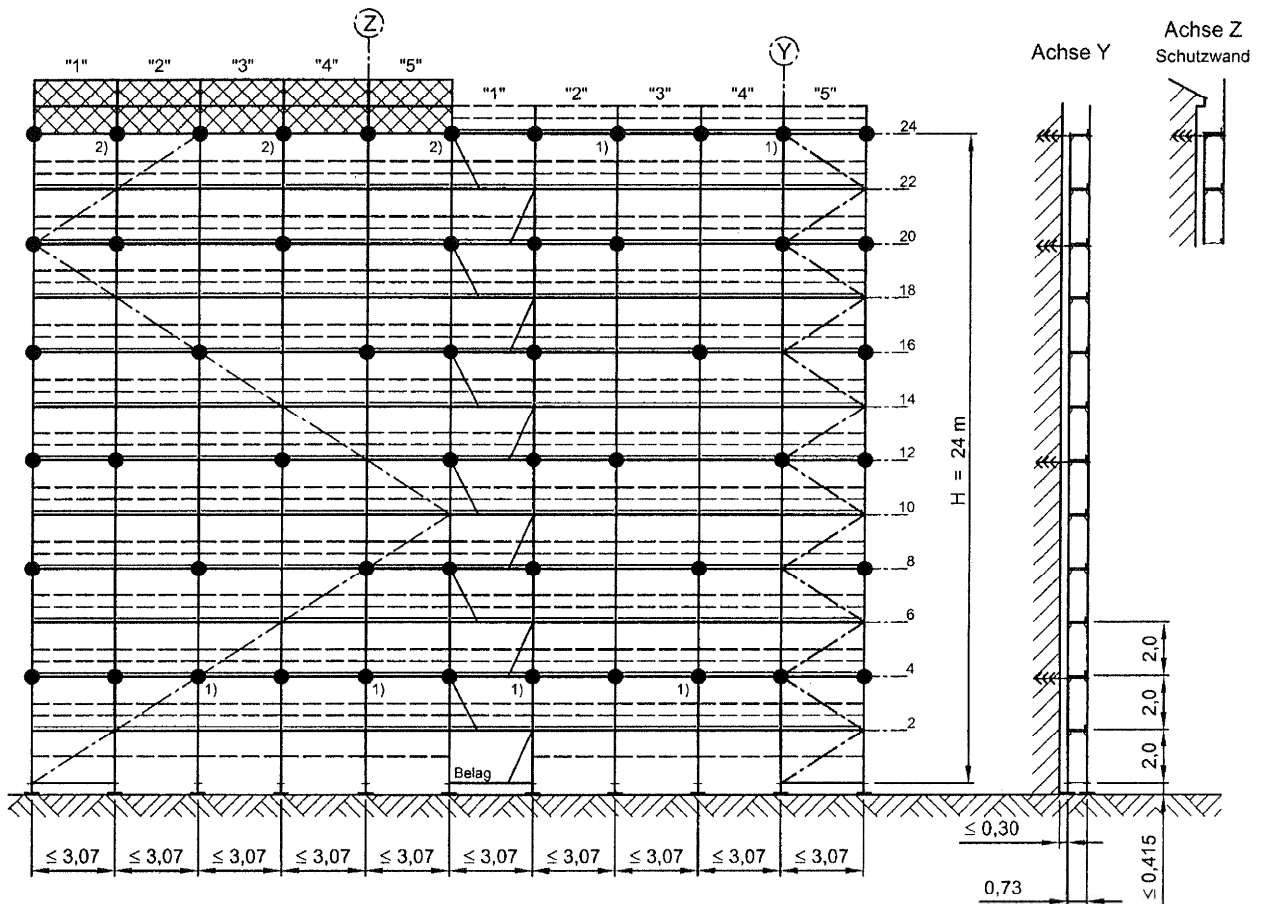 Z
Y
Achse Y
Achse Z
Schutzwand
"1" "2" "3" "4" "5"
"1" "2" "3" "4" "5"
24
2) 2) 2) 1) 1)
22
20
18
16
14
12
10
8
6
4
1) 1) 1) 1)
2
H = 24 m
2,0
2,0
2,0
Belag
≤ 3,07 ≤ 3,07 ≤ 3,07 ≤ 3,07 ≤ 3,07 ≤ 3,07 ≤ 3,07 ≤ 3,07 ≤ 3,07 ≤ 3,07
≤ 0,30
≤ 0,415
0,73